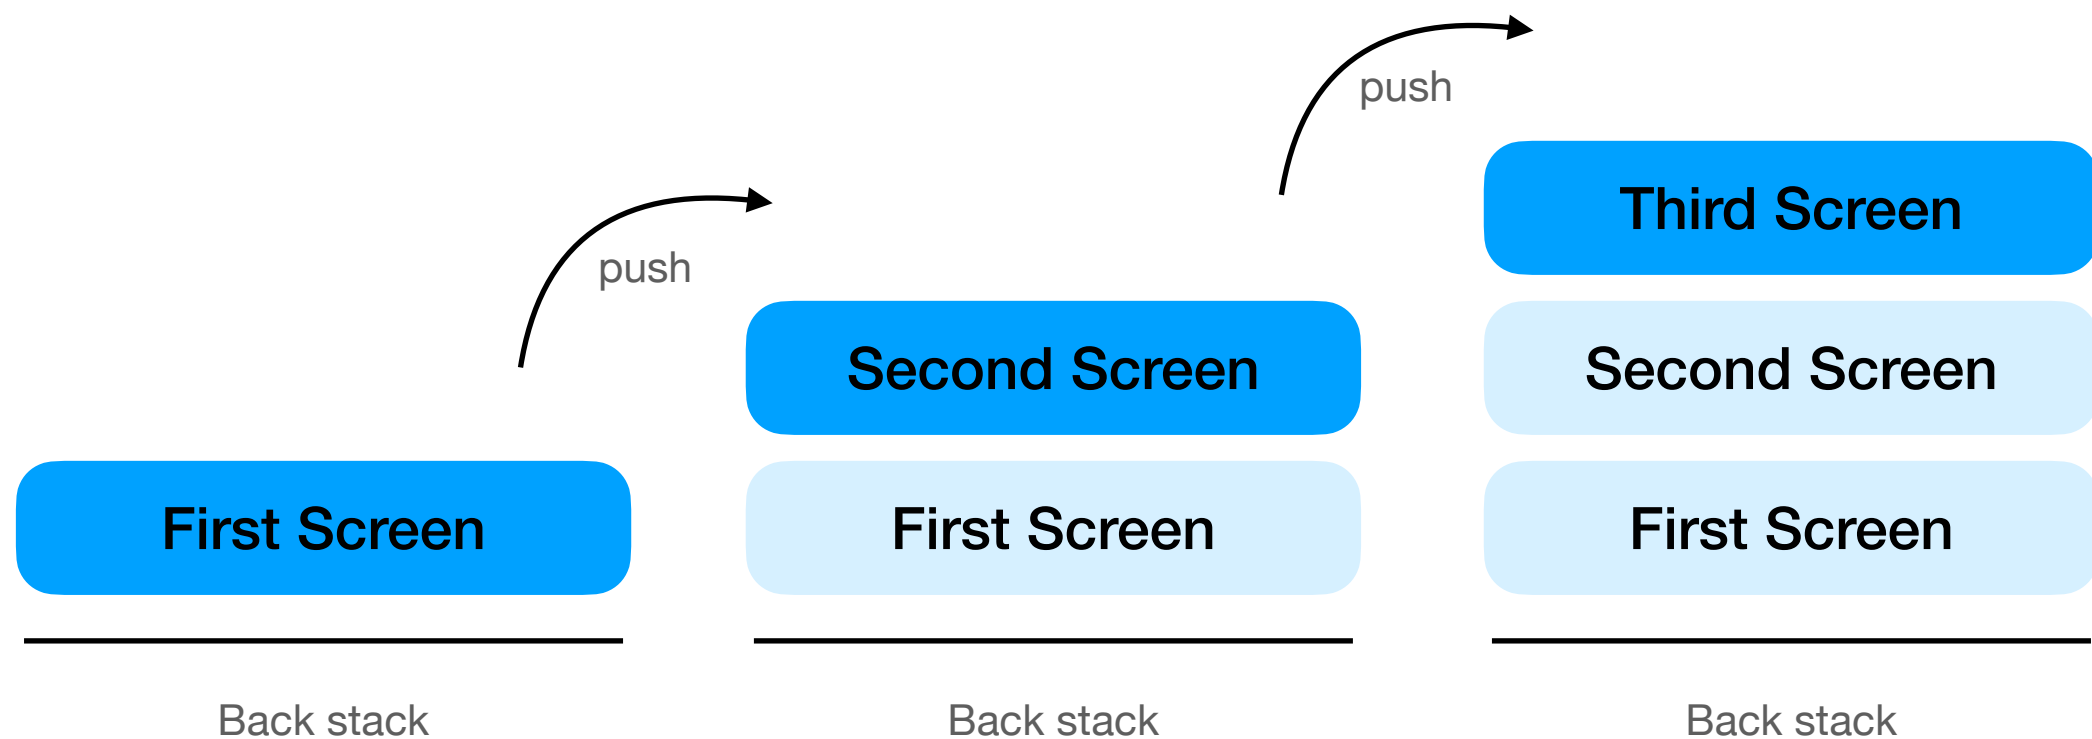 push
push
Third Screen
Second Screen
Second Screen
First Screen
First Screen
First Screen
Back stack
Back stack
Back stack